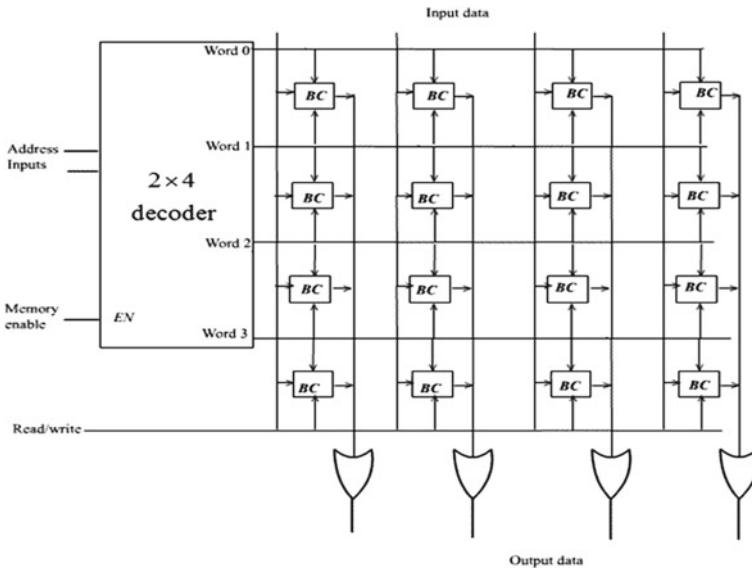 Input data
Word 0
BC BC BC BC
Address
Inputs
Word 1
2×4
decoder
BC BC BC BC
Word 2
BC BC BC BC
Memory
enable
EN
Word 3
BC BC BC BC
Read/write
Output data